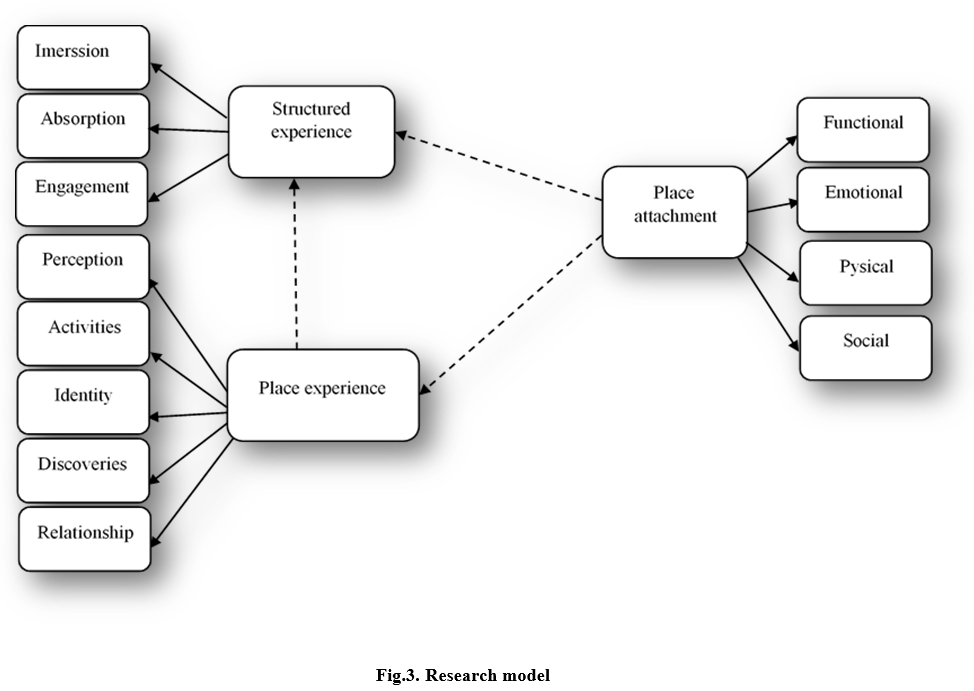 Imerssion
Absorption
Engagement
Perception
Activities
Identity
Discoveries
Relationship
Structured
experience
Place experience
Place
attachment
Functional
Emotional
Pysical
Social
Fig.3. Research model